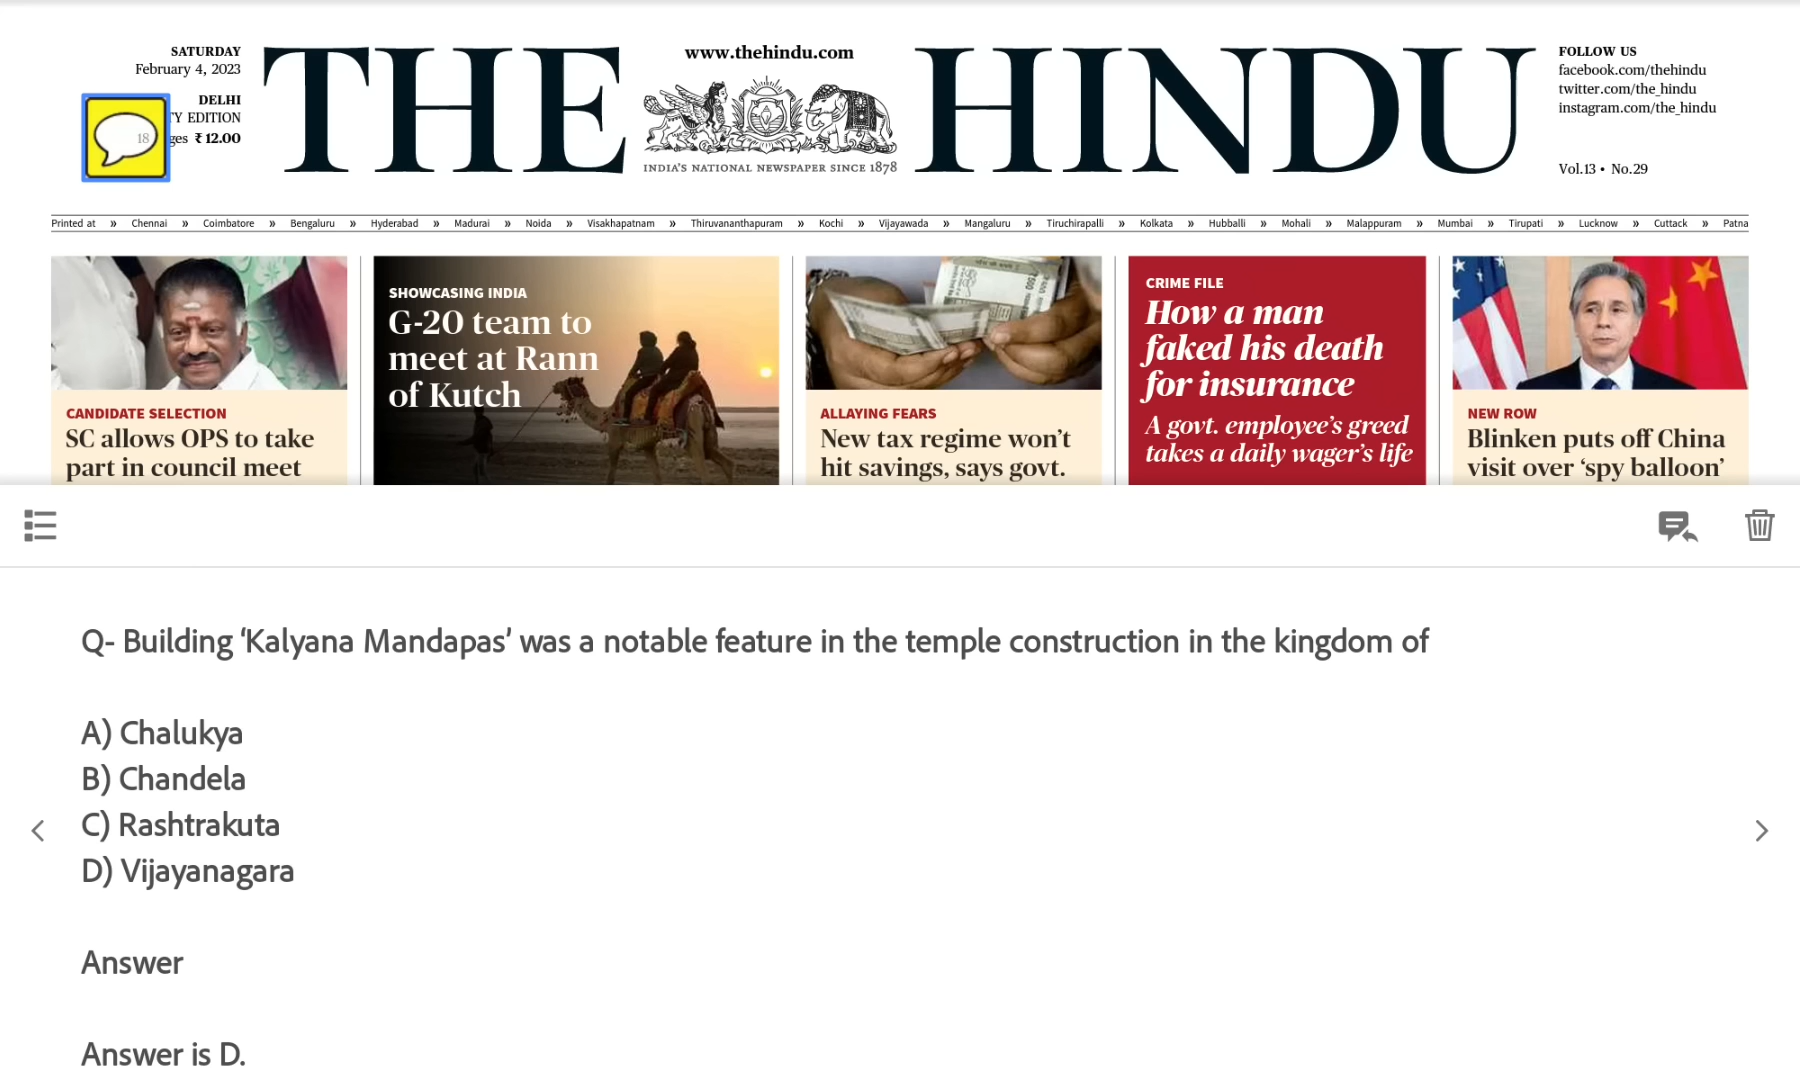 SATURDAY
February 4, 2023
DELHI
TY EDITION
18 ges ₹ 12.00
THE HINDU
www.thehindu.com
INDIA'S NATIONAL NEWSPAPER SINCE 1878
FOLLOW US
facebook.com/thehindu
twitter.com/the_hindu
instagram.com/the_hindu
Vol.13 • No.29
Printed at » Chennai » Coimbatore » Bengaluru » Hyderabad » Madurai » Noida » Visakhapatnam » Thiruvananthapuram » Kochi » Vijayawada » Mangaluru » Tiruchirapalli » Kolkata » Hubballi » Mohali » Malappuram » Mumbai » Tirupati » Lucknow » Cuttack » Patna
CANDIDATE SELECTION
SC allows OPS to take
part in council meet
SHOWCASING INDIA
G-20 team to
meet at Rann
of Kutch
ALLAYING FEARS
New tax regime won’t
hit savings, says govt.
CRIME FILE
How a man
faked his death
for insurance
A govt. employee’s greed
takes a daily wager’s life
NEW ROW
Blinken puts off China
visit over ‘spy balloon’
Q- Building ‘Kalyana Mandapas’ was a notable feature in the temple construction in the kingdom of
A) Chalukya
B) Chandela
C) Rashtrakuta
D) Vijayanagara
Answer
Answer is D.